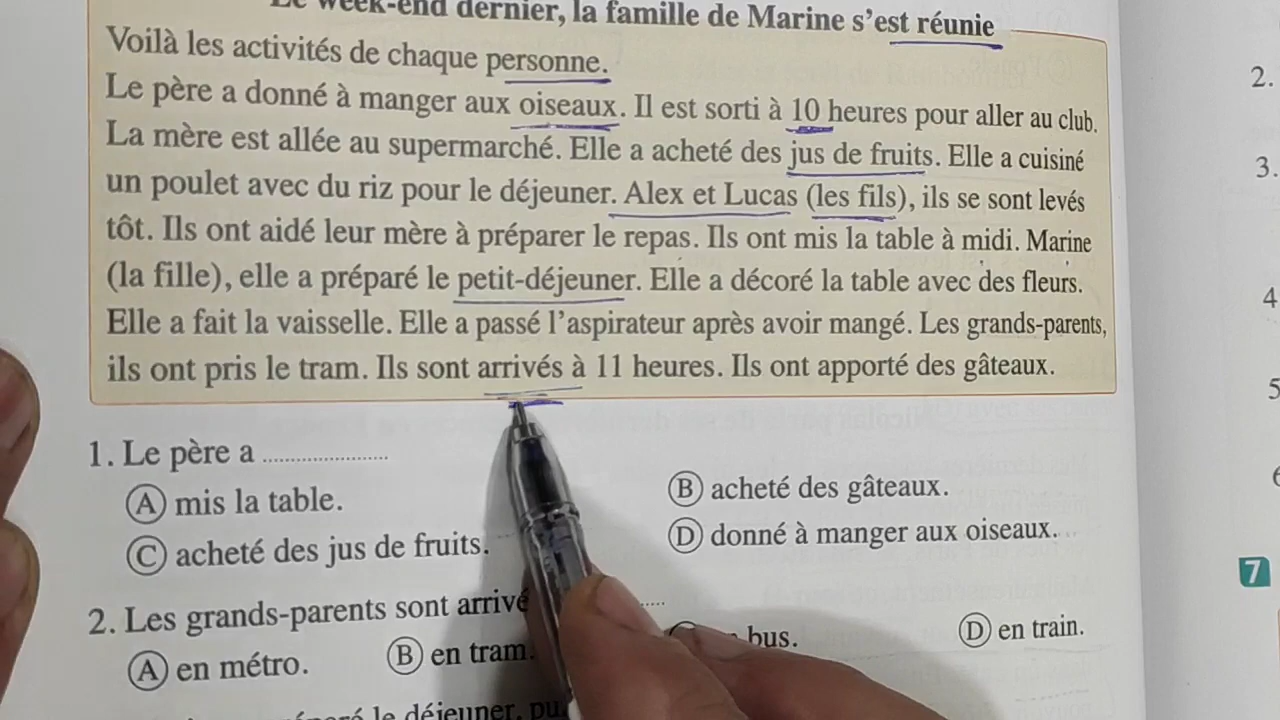 Le week-end dernier, la famille de Marine s'est réunie
Voilà les activités de chaque personne.
Le père a donné à manger aux oiseaux. Il est sorti à 10 heures pour aller au club.
La mère est allée au supermarché. Elle a acheté des jus de fruits. Elle a cuisiné
un poulet avec du riz pour le déjeuner. Alex et Lucas (les fils), ils se sont levés
tôt. Ils ont aidé leur mère à préparer le repas. Ils ont mis la table à midi. Marine
(la fille), elle a préparé le petit-déjeuner. Elle a décoré la table avec des fleurs.
Elle a fait la vaisselle. Elle a passé l'aspirateur après avoir mangé. Les grands-parents,
ils ont pris le tram. Ils sont arrivés à 11 heures. Ils ont apporté des gâteaux.
1. Le père a ......................
A mis la table.
B acheté des gâteaux.
C acheté des jus de fruits.
D donné à manger aux oiseaux.
2. Les grands-parents sont arrivé
A en métro.
B en tram.
bus.
D en train.
le déjeuner, pu
2.
3.
4
5
6
7